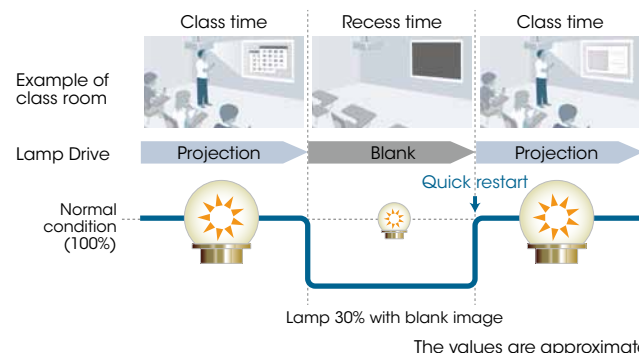 Class time
Recess time
Class time
Example of
class room
Lamp Drive
Projection
Blank
Projection
Quick restart
Normal
condition
(100%)
Lamp 30% with blank image
The values are approximate